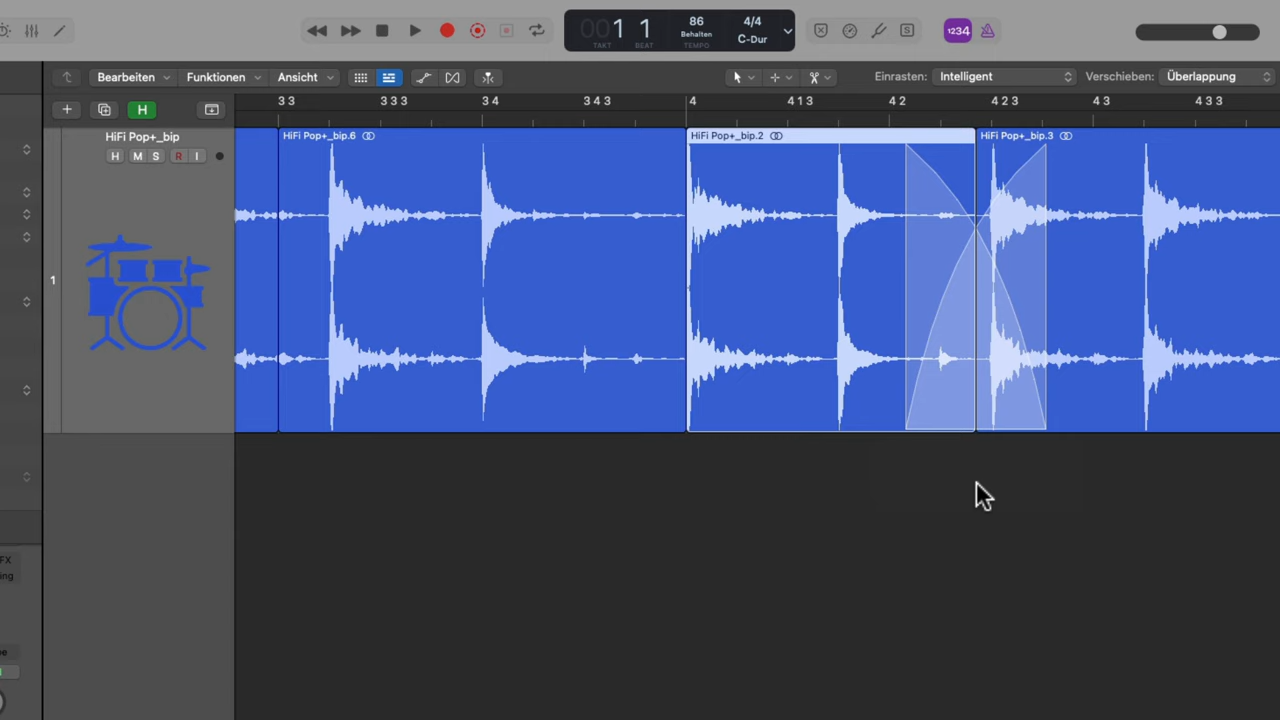 001 1
TAKT BEAT
86
Behalten
TEMPO
4/4
C-Dur
S
1234
Bearbeiten Funktionen Ansicht
Einrasten: Intelligent Verschieben: Überlappung
H
3 3 3 3 3 3 4 3 4 3 4 4 1 3 4 2 4 2 3 4 3 4 3 3
HiFi Pop+_bip
H M S R I
HiFi Pop+_bip.6
HiFi Pop+_bip.2
HiFi Pop+_bip.3
1
FX
ing